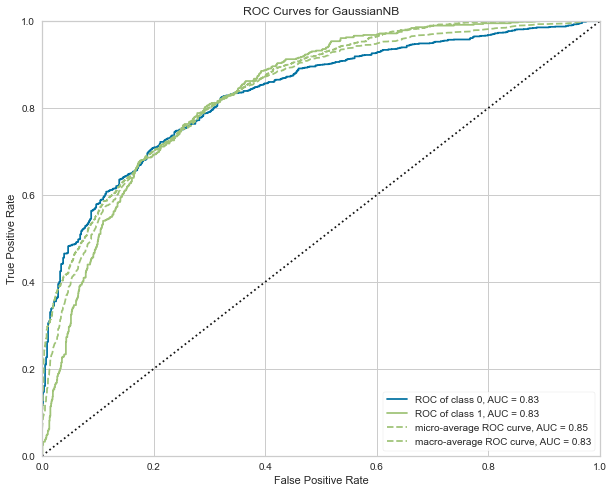 ROC Curves for GaussianNB
True Positive Rate
1.0
0.8
0.6
0.4
0.2
0.0
0.0 0.2 0.4 0.6 0.8 1.0
False Positive Rate
ROC of class 0, AUC = 0.83
ROC of class 1, AUC = 0.83
micro-average ROC curve, AUC = 0.85
macro-average ROC curve, AUC = 0.83